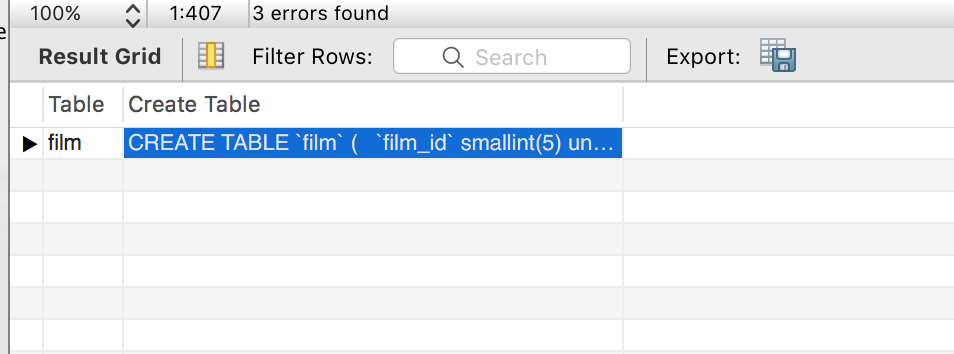 e
100% 1:407 3 errors found
Result Grid Filter Rows: Search Export:
Table Create Table
film CREATE TABLE `film` ( `film_id` smallint(5) un...